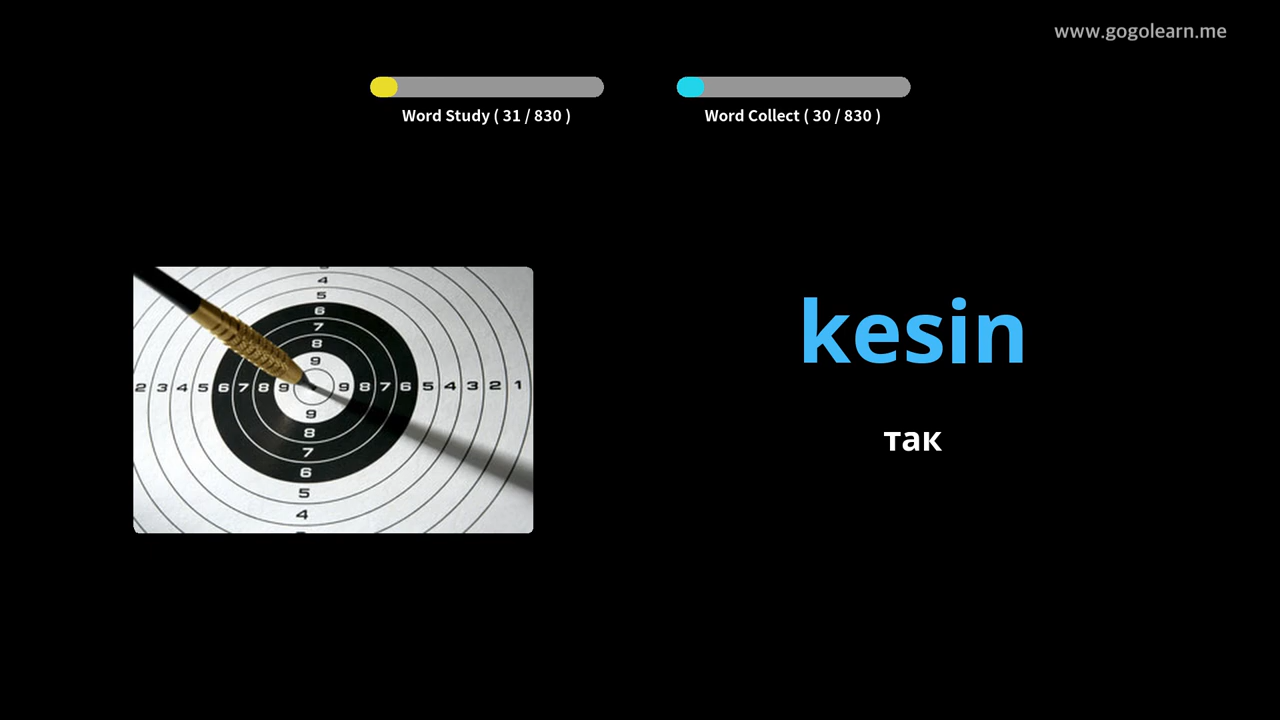 www.gogolearn.me
Word Study ( 31 / 830 )
Word Collect ( 30 / 830 )
4
5
6
7
8
9
2 3 4 5 6 7 8 9 9 8 7 6 5 4 3 2 1
9
8
7
6
5
4
kesin
так